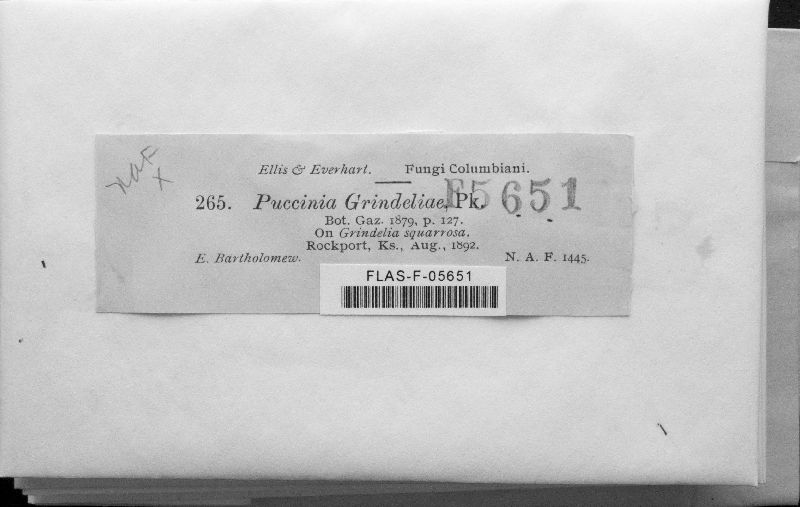 Ellis & Everhart. Fungi Columbiani.
265. Puccinia Grindeliae, Pk. F5651
Bot. Gaz. 1879, p. 127.
On Grindelia squarrosa.
Rockport, Ks., Aug., 1892.
E. Bartholomew. N. A. F. 1445.
FLAS-F-05651